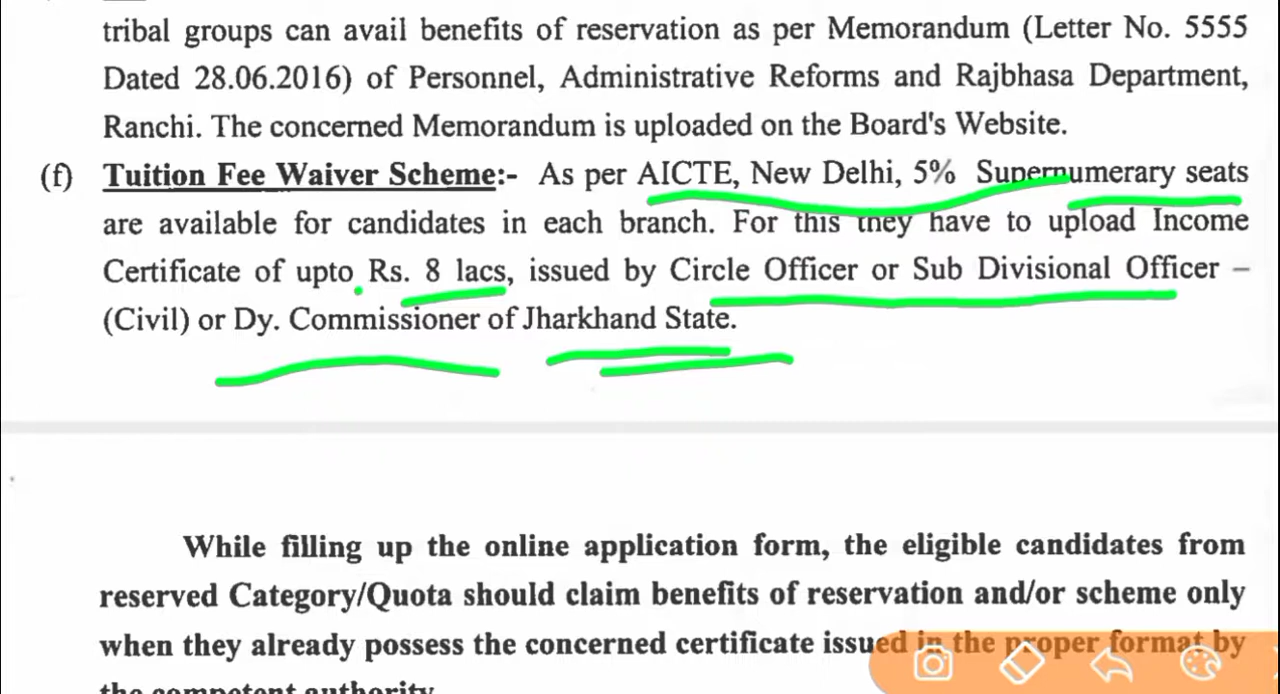 tribal groups can avail benefits of reservation as per Memorandum (Letter No. 5555
Dated 28.06.2016) of Personnel, Administrative Reforms and Rajbhasa Department,
Ranchi. The concerned Memorandum is uploaded on the Board's Website.
(f) Tuition Fee Waiver Scheme:- As per AICTE, New Delhi, 5% Supernumerary seats
are available for candidates in each branch. For this they have to upload Income
Certificate of upto Rs. 8 lacs, issued by Circle Officer or Sub Divisional Officer –
(Civil) or Dy. Commissioner of Jharkhand State.
While filling up the online application form, the eligible candidates from
reserved Category/Quota should claim benefits of reservation and/or scheme only
when they already possess the concerned certificate issued in the proper format by
the competent authority.